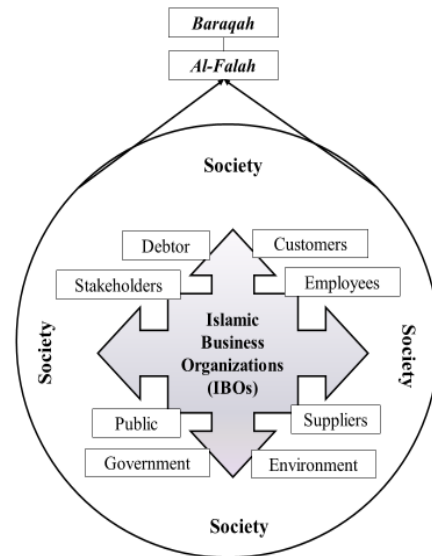 Baraqah
Al-Falah
Society
Debtor
Customers
Stakeholders
Employees
Islamic
Business
Organizations
(IBOs)
Society
Society
Public
Suppliers
Government
Environment
Society